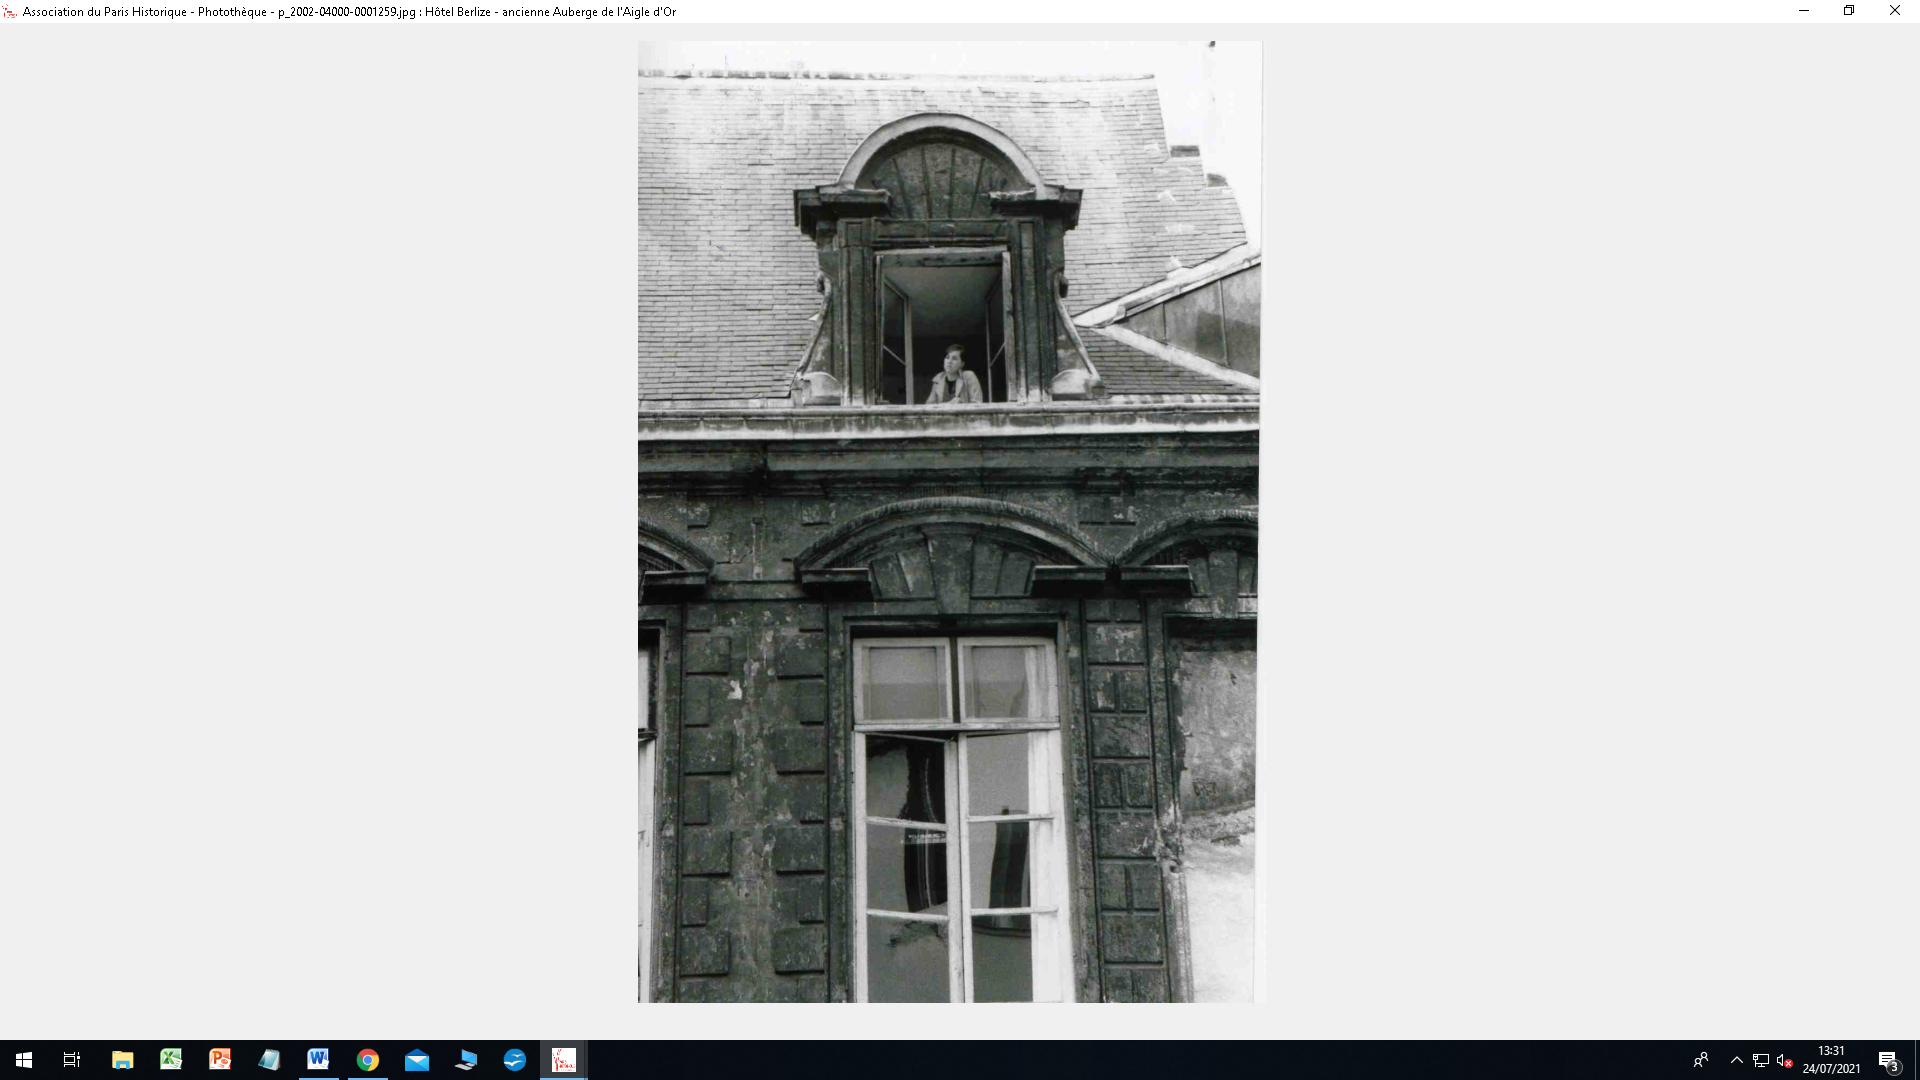 Association du Paris Historique - Photothèque - p_2002-04000-0001259.jpg : Hôtel Berlize - ancienne Auberge de l'Aigle d'Or
13:31
24/07/2021
3